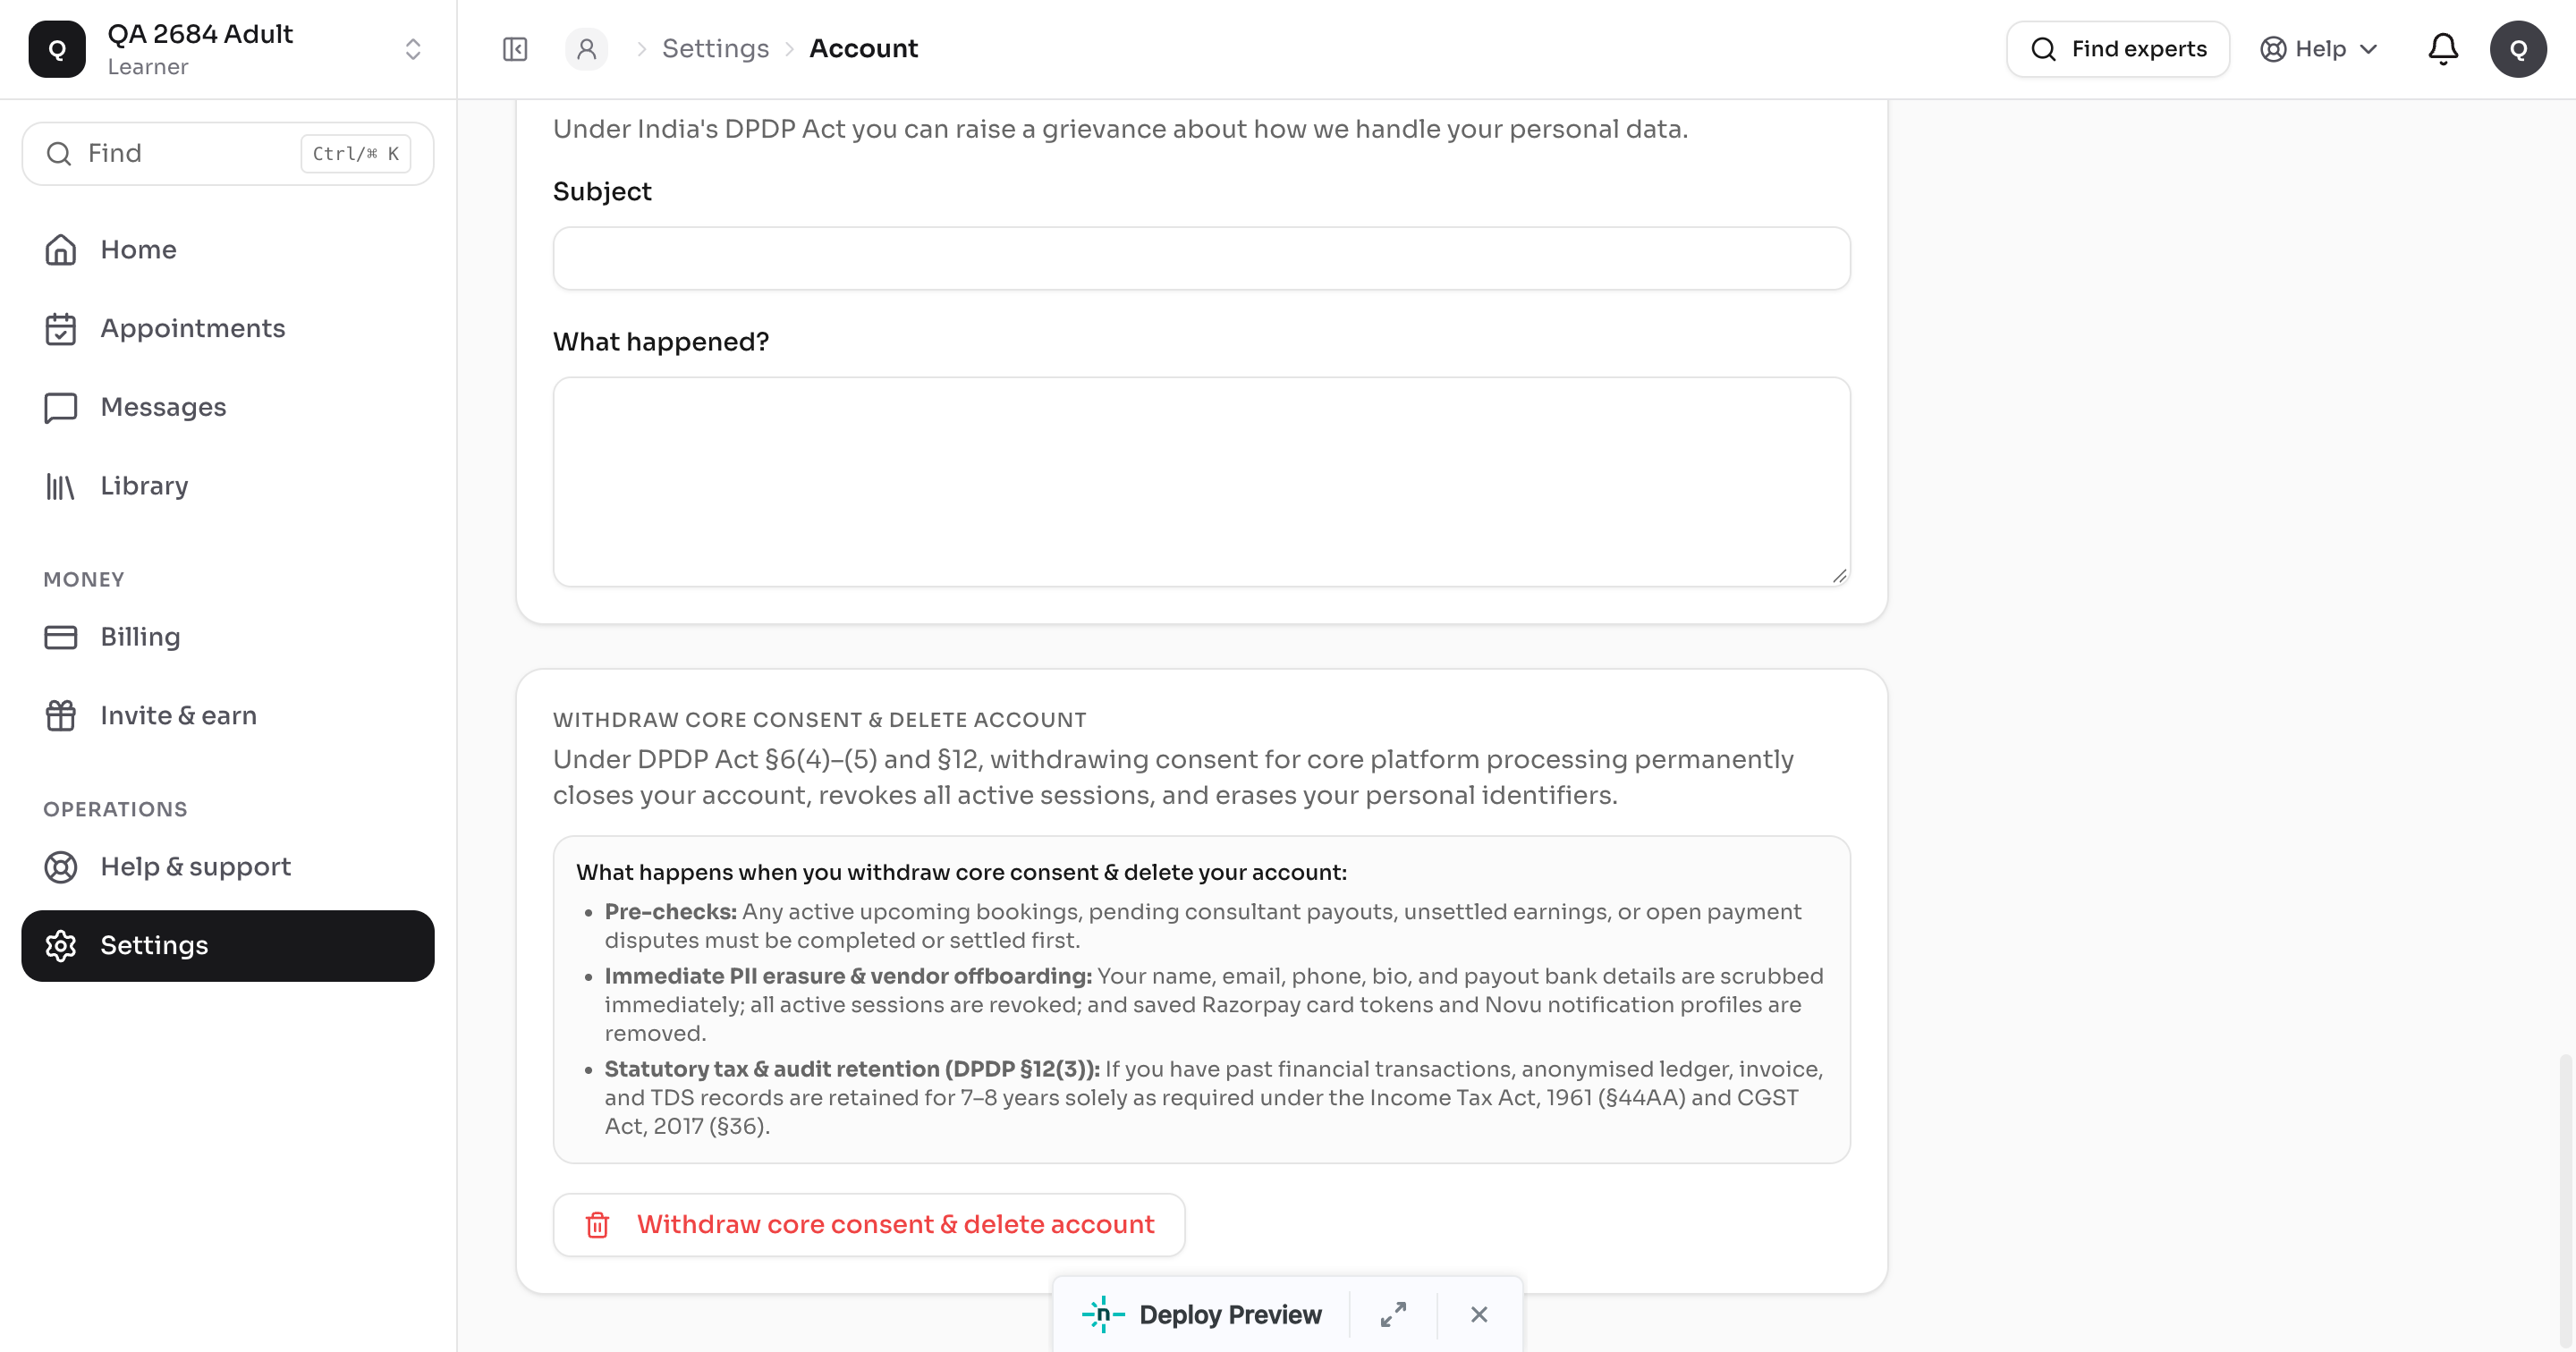 Q
QA 2684 Adult
Learner
Find
Ctrl/⌘ K
Home
Appointments
Messages
Library
MONEY
Billing
Invite & earn
OPERATIONS
Help & support
Settings
Settings
Account
Find experts
Help
Q
Under India's DPDP Act you can raise a grievance about how we handle your personal data.
Subject
What happened?
WITHDRAW CORE CONSENT & DELETE ACCOUNT
Under DPDP Act §6(4)–(5) and §12, withdrawing consent for core platform processing permanently
closes your account, revokes all active sessions, and erases your personal identifiers.
What happens when you withdraw core consent & delete your account:
• Pre-checks: Any active upcoming bookings, pending consultant payouts, unsettled earnings, or open payment
disputes must be completed or settled first.
• Immediate PII erasure & vendor offboarding: Your name, email, phone, bio, and payout bank details are scrubbed
immediately; all active sessions are revoked; and saved Razorpay card tokens and Novu notification profiles are
removed.
• Statutory tax & audit retention (DPDP §12(3)): If you have past financial transactions, anonymised ledger, invoice,
and TDS records are retained for 7–8 years solely as required under the Income Tax Act, 1961 (§44AA) and CGST
Act, 2017 (§36).
Withdraw core consent & delete account
n
Deploy Preview